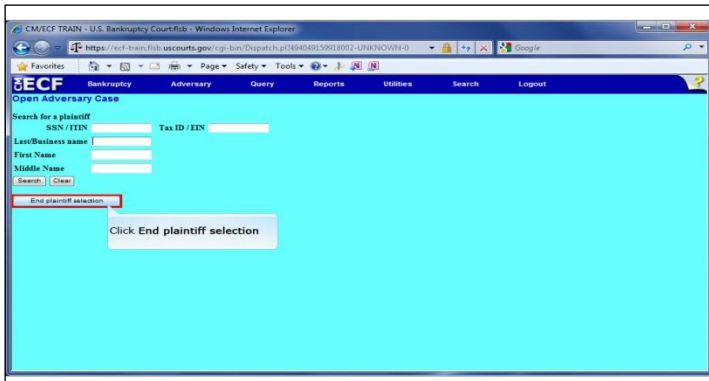 CM/ECF TRAIN - U.S. Bankruptcy Court:flsb - Windows Internet Explorer
https://ecf-train.flsb.uscourts.gov/cgi-bin/Dispatch.pl?494049159918002-UNKNOWN-0
Google
Favorites Page Safety Tools
ECF Bankruptcy Adversary Query Reports Utilities Search Logout
Open Adversary Case
Search for a plaintiff
SSN / ITIN Tax ID / EIN
Last/Business name
First Name
Middle Name
Search Clear
End plaintiff selection
Click End plaintiff selection